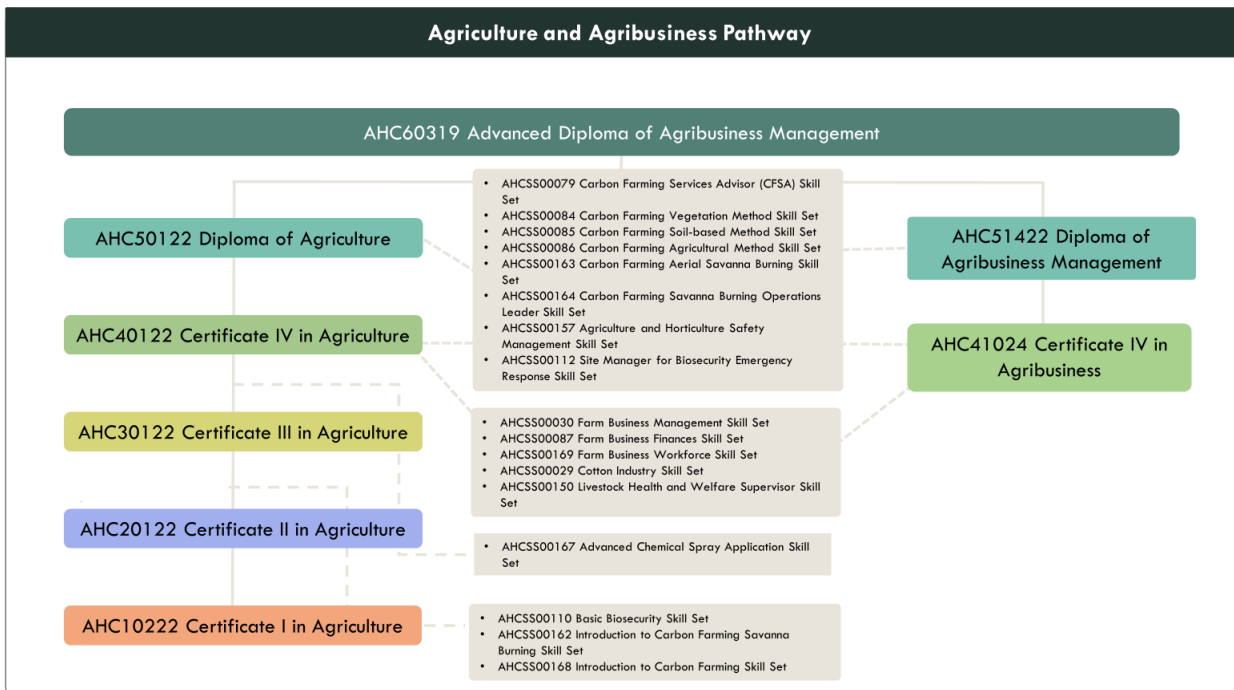 Agriculture and Agribusiness Pathway
AHC60319 Advanced Diploma of Agribusiness Management
• AHCSS00079 Carbon Farming Services Advisor (CFSA) Skill
Set
• AHCSS00084 Carbon Farming Vegetation Method Skill Set
• AHCSS00085 Carbon Farming Soil-based Method Skill Set
• AHCSS00086 Carbon Farming Agricultural Method Skill Set
• AHCSS00163 Carbon Farming Aerial Savanna Burning Skill
Set
• AHCSS00164 Carbon Farming Savanna Burning Operations
Leader Skill Set
• AHCSS00157 Agriculture and Horticulture Safety
Management Skill Set
• AHCSS00112 Site Manager for Biosecurity Emergency
Response Skill Set
AHC50122 Diploma of Agriculture
AHC51422 Diploma of
Agribusiness Management
AHC40122 Certificate IV in Agriculture
AHC41024 Certificate IV in
Agribusiness
AHC30122 Certificate III in Agriculture
• AHCSS00030 Farm Business Management Skill Set
• AHCSS00087 Farm Business Finances Skill Set
• AHCSS00169 Farm Business Workforce Skill Set
• AHCSS00029 Cotton Industry Skill Set
• AHCSS00150 Livestock Health and Welfare Supervisor Skill
Set
AHC20122 Certificate II in Agriculture
• AHCSS00167 Advanced Chemical Spray Application Skill
Set
AHC10222 Certificate I in Agriculture
• AHCSS00110 Basic Biosecurity Skill Set
• AHCSS00162 Introduction to Carbon Farming Savanna
Burning Skill Set
• AHCSS00168 Introduction to Carbon Farming Skill Set